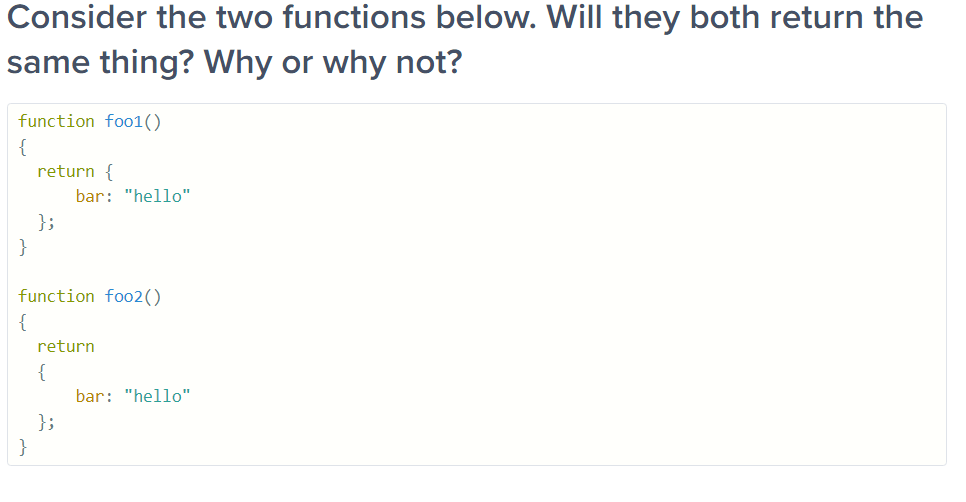 Consider the two functions below. Will they both return the
same thing? Why or why not?
function foo1()
{
  return {
      bar: "hello"
  };
}

function foo2()
{
  return
  {
      bar: "hello"
  };
}